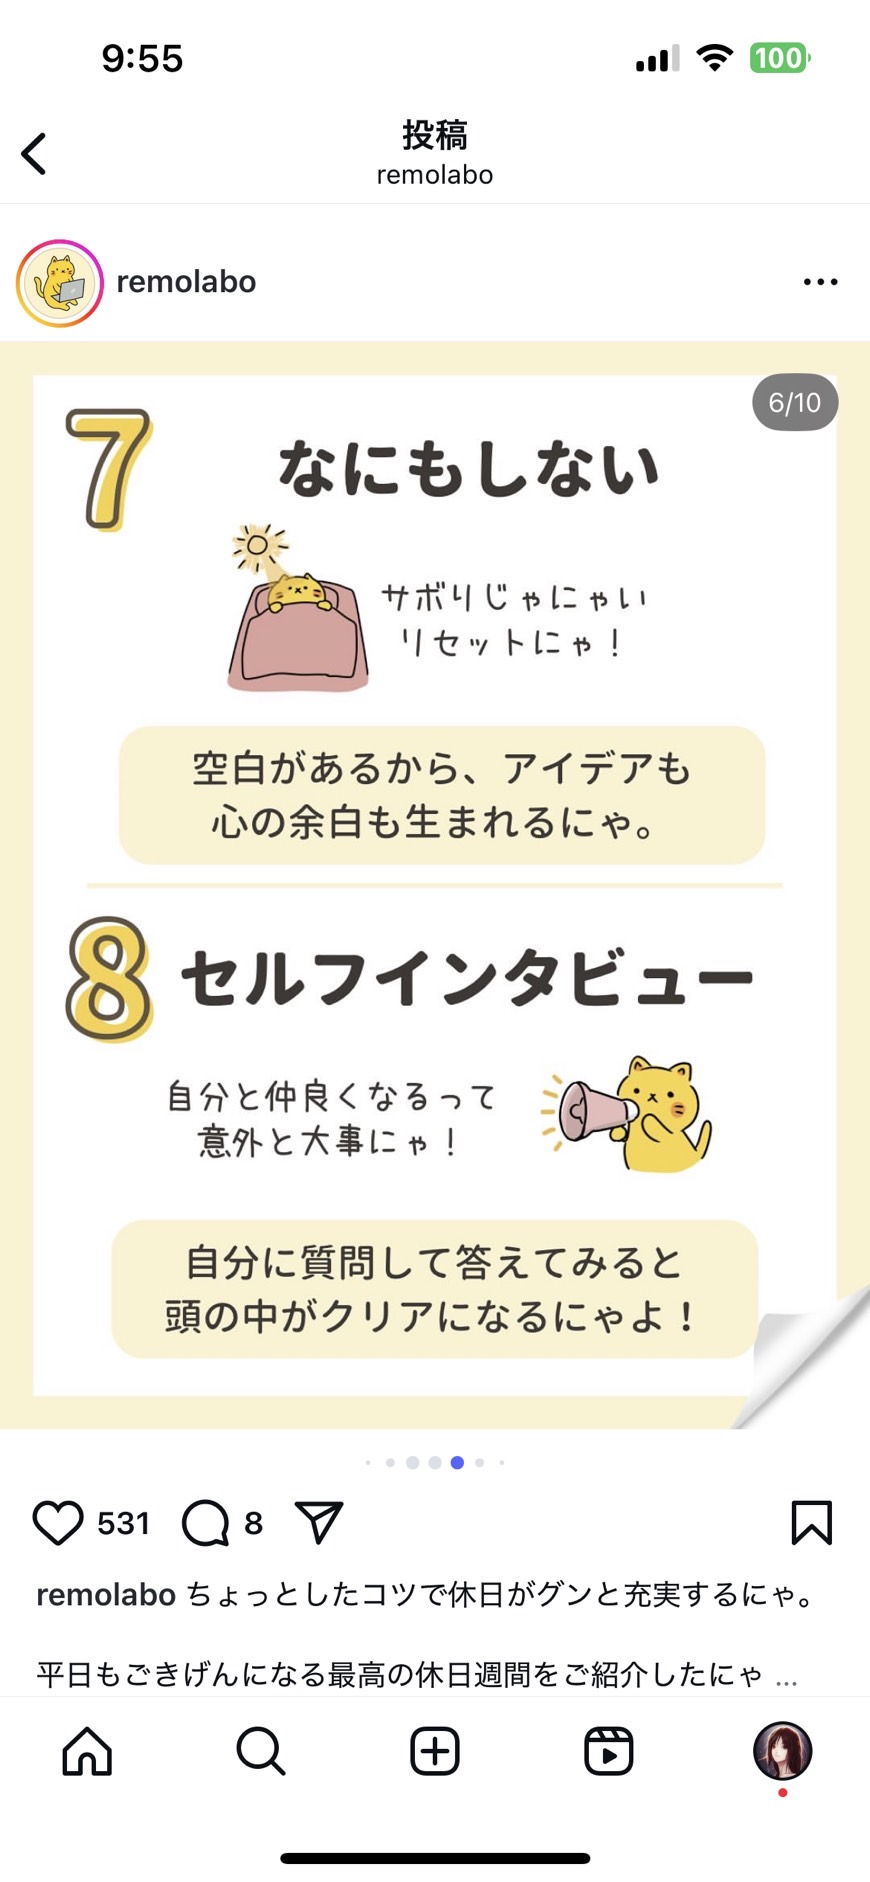 9:55
100
投稿
remolabo
remolabo
6/10
7
なにもしない
サボりじゃにゃい
リセットにゃ！
空白があるから、アイデアも
心の余白も生まれるにゃ。
8
セルフインタビュー
自分と仲良くなるって
意外と大事にゃ！
自分に質問して答えてみると
頭の中がクリアになるにゃよ！
531
8
remolabo ちょっとしたコツで休日がグンと充実するにゃ。
平日もごきげんになる最高の休日週間をご紹介したにゃ ...